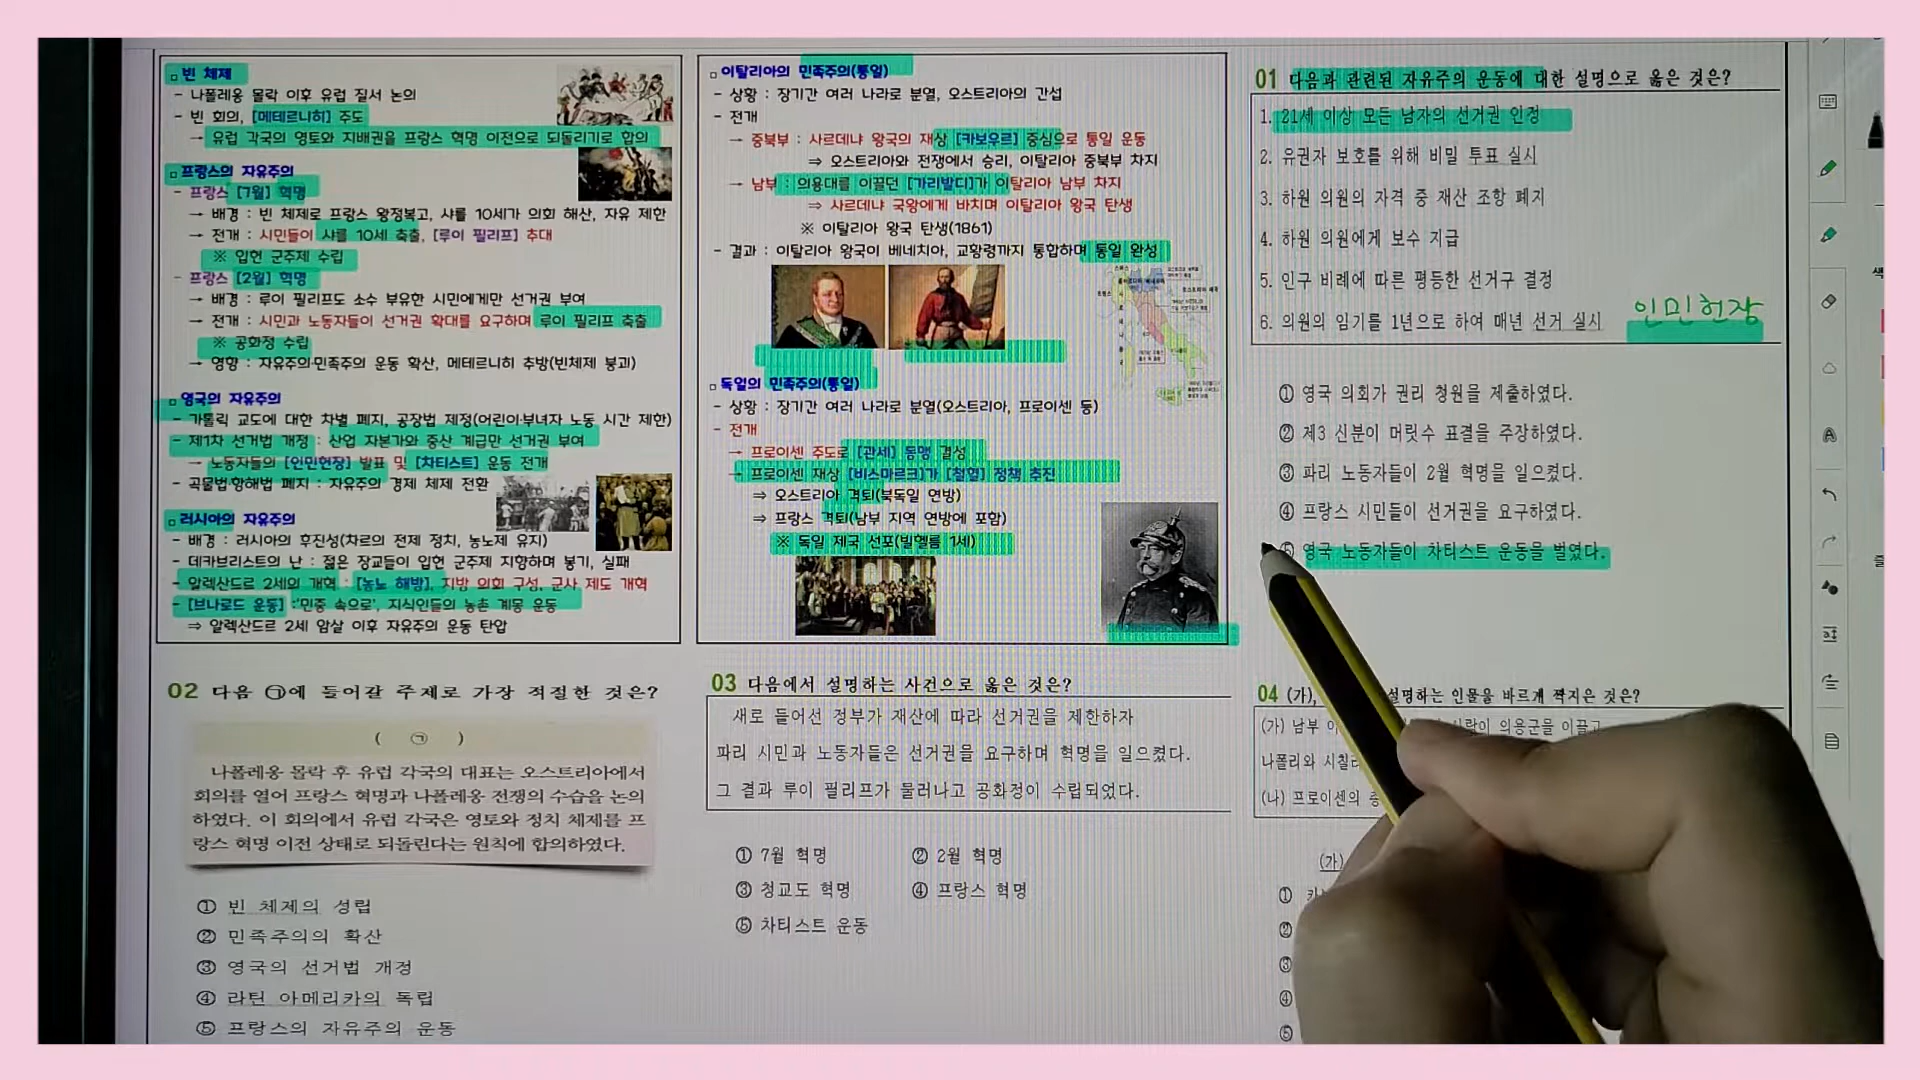 □ 빈 체제
- 나폴레옹 몰락 이후 유럽 질서 논의
- 빈 회의, [메테르니히] 주도
→ 유럽 각국의 영토와 지배권을 프랑스 혁명 이전으로 되돌리기로 합의
□ 프랑스의 자유주의
- 프랑스 [7월] 혁명
→ 배경 : 빈 체제로 프랑스 왕정복고, 샤를 10세가 의회 해산, 자유 제한
→ 전개 : 시민들이 샤를 10세 축출, [루이 필리프] 추대
※ 입헌 군주제 수립
- 프랑스 [2월] 혁명
→ 배경 : 루이 필리프도 소수 부유한 시민에게만 선거권 부여
→ 전개 : 시민과 노동자들이 선거권 확대를 요구하며 루이 필리프 축출
※ 공화정 수립
→ 영향 : 자유주의·민족주의 운동 확산, 메테르니히 추방(빈체제 붕괴)
□ 영국의 자유주의
- 가톨릭 교도에 대한 차별 폐지, 공장법 제정(어린이·부녀자 노동 시간 제한)
- 제1차 선거법 개정 : 산업 자본가와 중산 계급만 선거권 부여
→ 노동자들의 [인민헌장] 발표 및 [차티스트] 운동 전개
- 곡물법·항해법 폐지 : 자유주의 경제 체제 전환
□ 러시아의 자유주의
- 배경 : 러시아의 후진성(차르의 전제 정치, 농노제 유지)
- 데카브리스트의 난 : 젊은 장교들이 입헌 군주제 지향하며 봉기, 실패
- 알렉산드르 2세의 개혁 : [농노 해방], 지방 의회 구성, 군사 제도 개혁
- [브나로드 운동] :'민중 속으로', 지식인들의 농촌 계몽 운동
⇒ 알렉산드르 2세 암살 이후 자유주의 운동 탄압
□ 이탈리아의 민족주의(통일)
- 상황 : 장기간 여러 나라로 분열, 오스트리아의 간섭
- 전개
→ 중북부 : 사르데냐 왕국의 재상 [카보우르] 중심으로 통일 운동
⇒ 오스트리아와 전쟁에서 승리, 이탈리아 중북부 차지
→ 남부 : 의용대를 이끌던 [가리발디]가 이탈리아 남부 차지
⇒ 사르데냐 국왕에게 바치며 이탈리아 왕국 탄생
※ 이탈리아 왕국 탄생(1861)
- 결과 : 이탈리아 왕국이 베네치아, 교황령까지 통합하며 통일 완성
□ 독일의 민족주의(통일)
- 상황 : 장기간 여러 나라로 분열(오스트리아, 프로이센 등)
- 전개
→ 프로이센 주도로 [관세] 동맹 결성
→ 프로이센 재상 [비스마르크]가 [철혈] 정책 추진
⇒ 오스트리아 격퇴(북독일 연방)
⇒ 프랑스 격퇴(남부 지역 연방에 포함)
※ 독일 제국 선포(빌헬름 1세)
01 다음과 관련된 자유주의 운동에 대한 설명으로 옳은 것은?
1. 21세 이상 모든 남자의 선거권 인정
2. 유권자 보호를 위해 비밀 투표 실시
3. 하원 의원의 자격 중 재산 조항 폐지
4. 하원 의원에게 보수 지급
5. 인구 비례에 따른 평등한 선거구 결정
6. 의원의 임기를 1년으로 하여 매년 선거 실시
인민헌장
① 영국 의회가 권리 청원을 제출하였다.
② 제3 신분이 머릿수 표결을 주장하였다.
③ 파리 노동자들이 2월 혁명을 일으켰다.
④ 프랑스 시민들이 선거권을 요구하였다.
⑤ 영국 노동자들이 차티스트 운동을 벌였다.
02 다음 ㉠에 들어갈 주제로 가장 적절한 것은?
( ㉠ )
나폴레옹 몰락 후 유럽 각국의 대표는 오스트리아에서
회의를 열어 프랑스 혁명과 나폴레옹 전쟁의 수습을 논의
하였다. 이 회의에서 유럽 각국은 영토와 정치 체제를 프
랑스 혁명 이전 상태로 되돌린다는 원칙에 합의하였다.
① 빈 체제의 성립
② 민족주의의 확산
③ 영국의 선거법 개정
④ 라틴 아메리카의 독립
⑤ 프랑스의 자유주의 운동
03 다음에서 설명하는 사건으로 옳은 것은?
새로 들어선 정부가 재산에 따라 선거권을 제한하자
파리 시민과 노동자들은 선거권을 요구하며 혁명을 일으켰다.
그 결과 루이 필리프가 물러나고 공화정이 수립되었다.
① 7월 혁명 ② 2월 혁명
③ 청교도 혁명 ④ 프랑스 혁명
⑤ 차티스트 운동
04 (가), 설명하는 인물을 바르게 짝지은 것은?
(가) 남부 의용군을 이끌고
나폴리와 시칠리
(나) 프로이센의
(가)
①
②
③
④
⑤